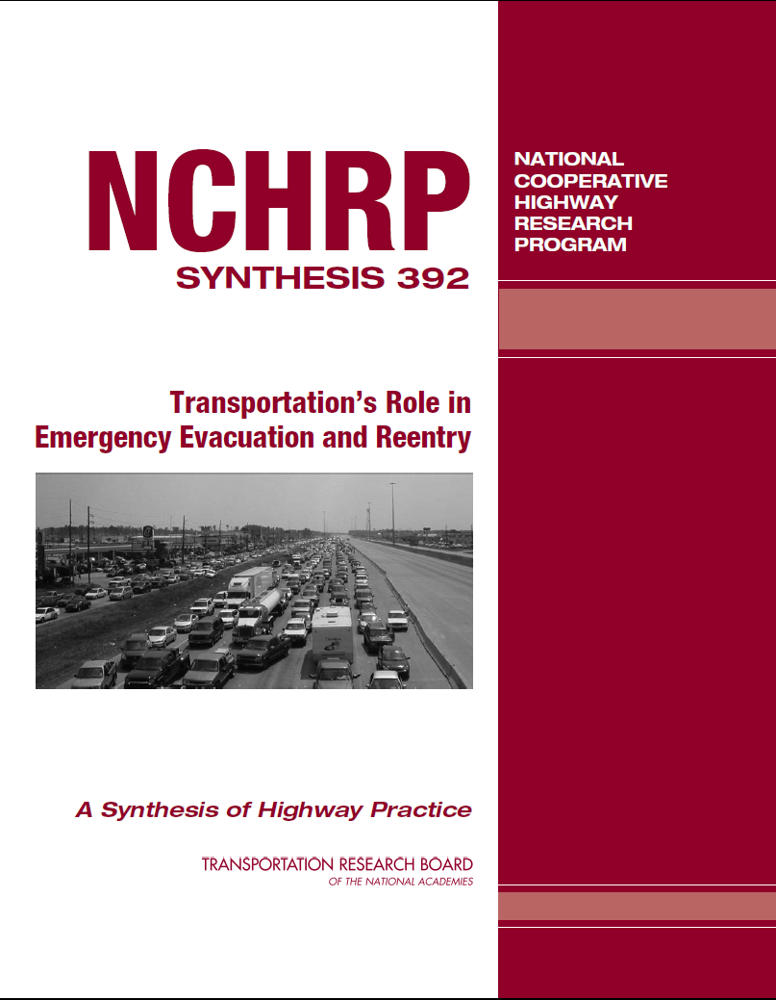 NCHRP
SYNTHESIS 392
NATIONAL
COOPERATIVE
HIGHWAY
RESEARCH
PROGRAM
Transportation’s Role in
Emergency Evacuation and Reentry
A Synthesis of Highway Practice
TRANSPORTATION RESEARCH BOARD
OF THE NATIONAL ACADEMIES